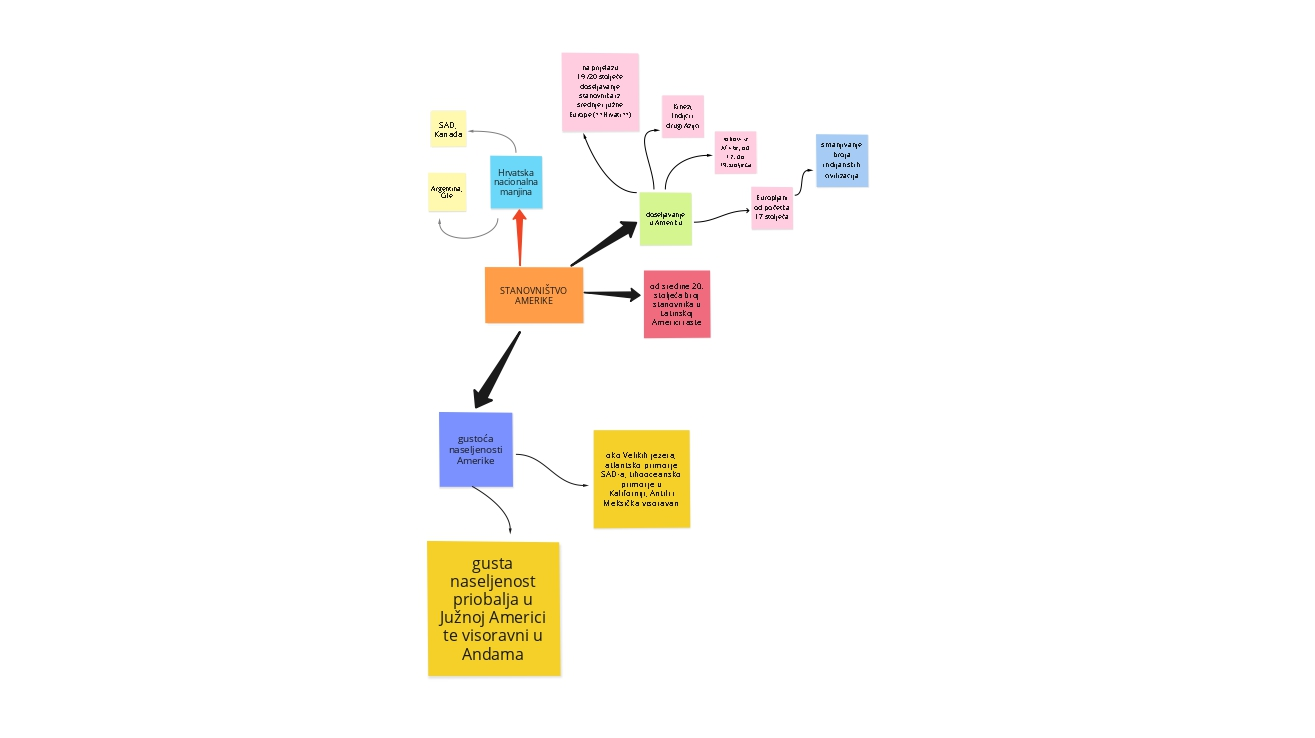 na prijelazu
19./20 stoljeće
doseljavanje
stanovnika iz
srednje i južne
Europe (**Hrvati**)
Kinezi,
Indijci i
drugi Azijci
17. do
19. stoljeća
smanjivanje
broja
indijanskih
civilizacija
SAD,
Kanada
Hrvatska
nacionalna
manjina
Argentina,
Čile
doseljavanje
u Ameriku
Europljani
od početka
17 stoljeća
STANOVNIŠTVO
AMERIKE
od sredine 20.
stoljeća broj
stanovnika u
Latinskoj
Americi raste
gustoća
naseljenosti
Amerike
oko Velikih jezera,
atlantsko primorje
SAD-a, tihooceansko
primorje u
Kaliforniji, Antili i
Meksička visoravan
gusta
naseljenost
priobalja u
Južnoj Americi
te visoravni u
Andama